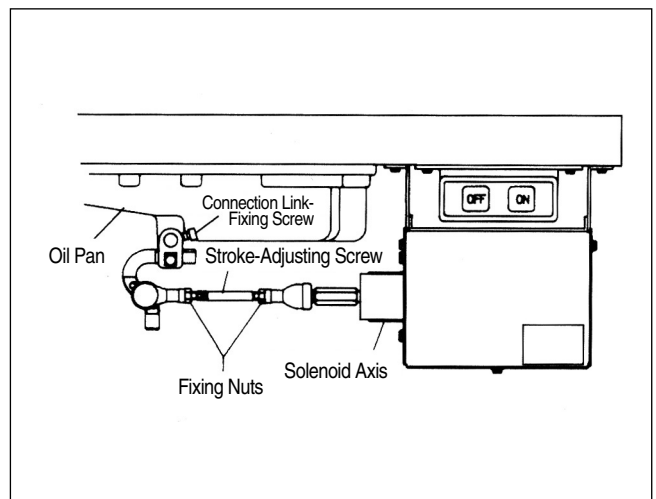 OFF ON
Connection Link-
Fixing Screw
Oil Pan
Stroke-Adjusting Screw
Solenoid Axis
Fixing Nuts